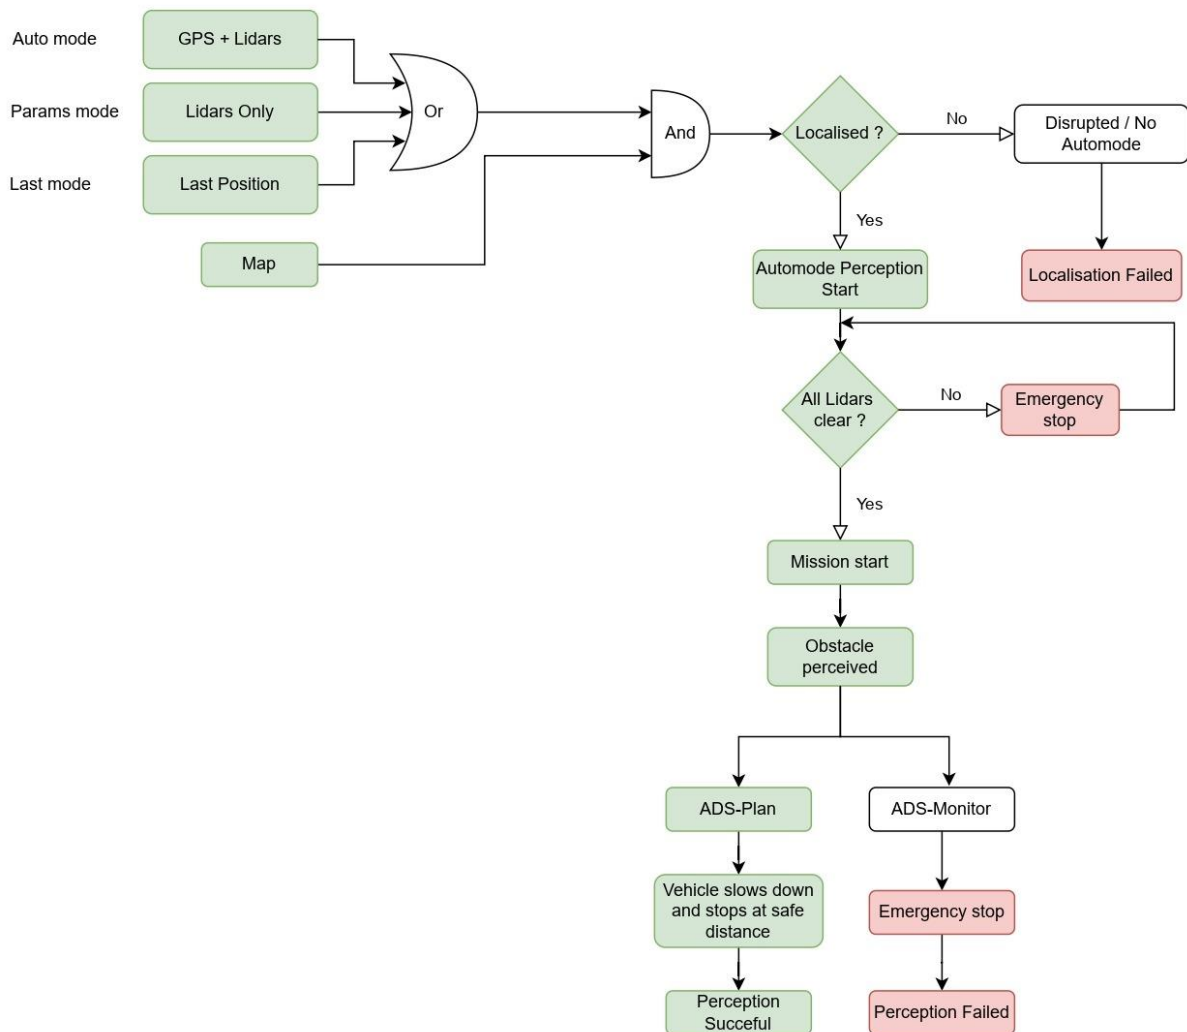 Auto mode
GPS + Lidars
Params mode
Lidars Only
Or
Last mode
Last Position
Map
And
Localised ?
No
Disrupted / No
Automode
Yes
Automode Perception
Start
Localisation Failed
All Lidars
clear ?
No
Emergency
stop
Yes
Mission start
Obstacle
perceived
ADS-Plan
ADS-Monitor
Vehicle slows down
and stops at safe
distance
Emergency stop
Perception
Succeful
Perception Failed